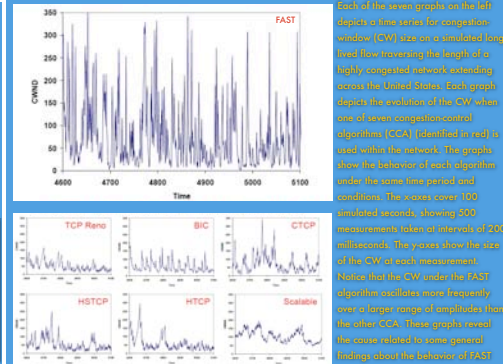 FAST
350
300
250
200
150
100
50
0
CWND
4600
4700
4800
4900
5000
5100
Time
TCP Reno
BIC
CTCP
HSTCP
HTCP
Scalable
Each of the seven graphs on the left
depicts a time series for congestion-
window (CW) size on a simulated long
lived flow traversing the length of a
highly congested network extending
across the United States. Each graph
depicts the evolution of the CW when
one of seven congestion-control
algorithms (CCA) (identified in red) is
used within the network. The graphs
show the behavior of each algorithm
under the same time period and
conditions. The x-axes cover 100
simulated seconds, showing 500
measurements taken at intervals of 200
milliseconds. The y-axes show the size
of the CW at each measurement.
Notice that the CW under the FAST
algorithm oscillates more frequently
over a larger range of amplitudes than
the other CCA. These graphs reveal
the cause related to some general
findings about the behavior of FAST